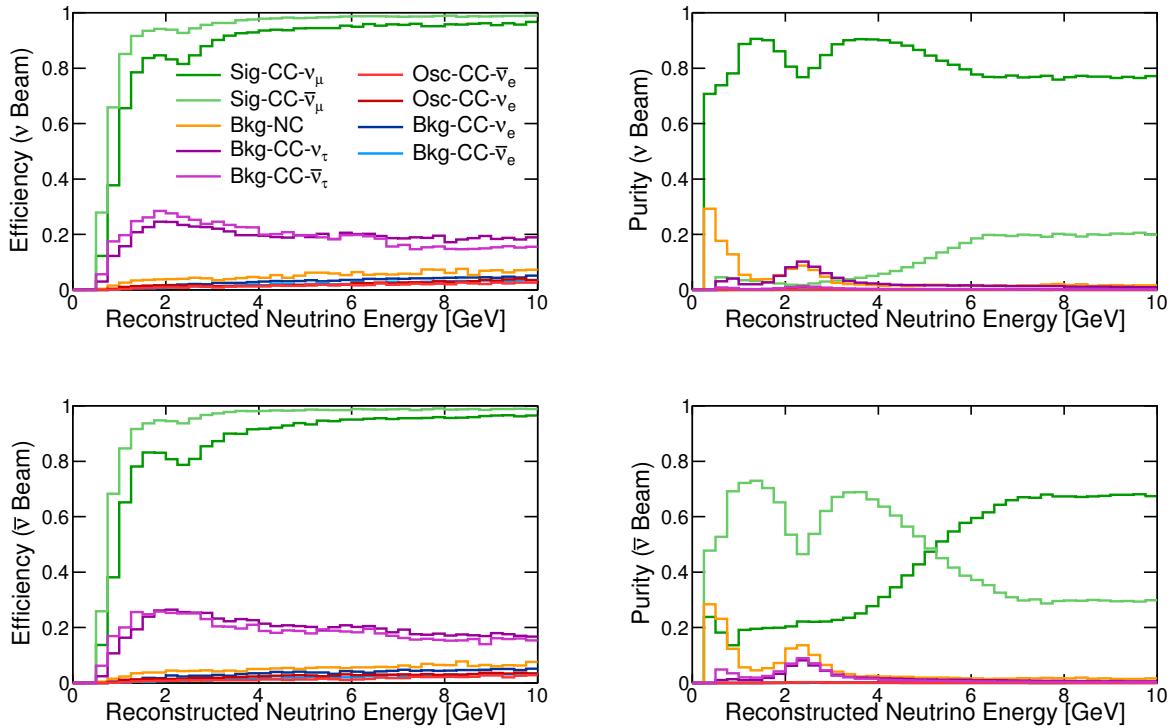 Efficiency (ν Beam)
1
0.8
0.6
0.4
0.2
0
Sig-CC-ν_μ
Sig-CC-ν̅_μ
Bkg-NC
Bkg-CC-ν_τ
Bkg-CC-ν̅_τ
Osc-CC-ν̅_e
Osc-CC-ν_e
Bkg-CC-ν_e
Bkg-CC-ν̅_e
0 2 4 6 8 10
Reconstructed Neutrino Energy [GeV]
Purity (ν Beam)
1
0.8
0.6
0.4
0.2
0
0 2 4 6 8 10
Reconstructed Neutrino Energy [GeV]
Efficiency (ν̅ Beam)
1
0.8
0.6
0.4
0.2
0
0 2 4 6 8 10
Reconstructed Neutrino Energy [GeV]
Purity (ν̅ Beam)
1
0.8
0.6
0.4
0.2
0
0 2 4 6 8 10
Reconstructed Neutrino Energy [GeV]